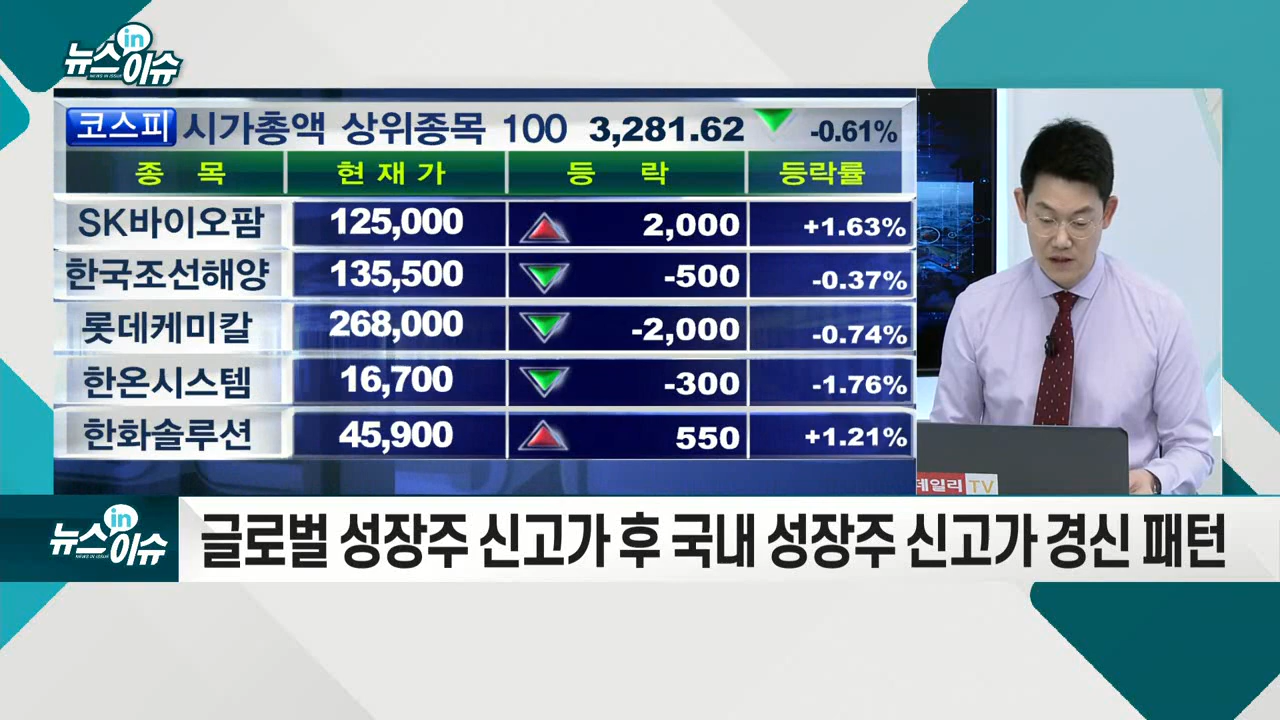 뉴스in이슈
NEWS IN ISSUE
코스피 시가총액 상위종목 100 3,281.62 -0.61%
종 목 현 재 가 등 락 등락률
SK바이오팜 125,000 2,000 +1.63%
한국조선해양 135,500 -500 -0.37%
롯데케미칼 268,000 -2,000 -0.74%
한온시스템 16,700 -300 -1.76%
한화솔루션 45,900 550 +1.21%
데일리TV
뉴스in이슈
NEWS IN ISSUE
글로벌 성장주 신고가 후 국내 성장주 신고가 경신 패턴